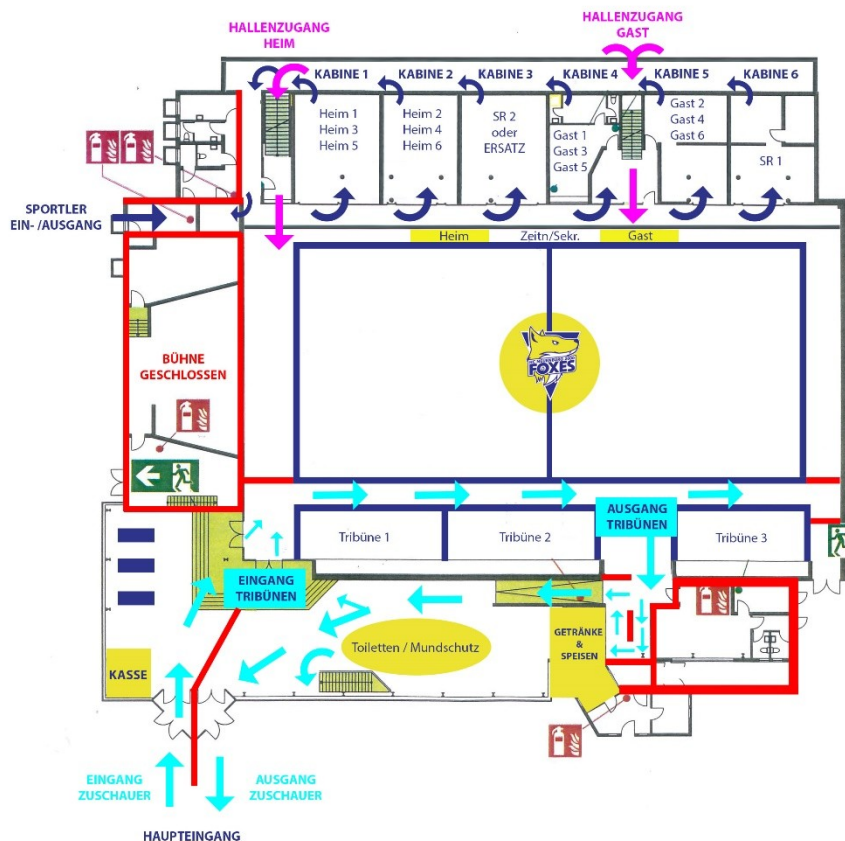 HALLENZUGANG
HEIM
HALLENZUGANG
GAST
KABINE 1
KABINE 2
KABINE 3
KABINE 4
KABINE 5
KABINE 6
Heim 1
Heim 3
Heim 5
Heim 2
Heim 4
Heim 6
SR 2
oder
ERSATZ
Gast 1
Gast 3
Gast 5
Gast 2
Gast 4
Gast 6
SR 1
SPORTLER
EIN- /AUSGANG
Heim
Zeitn/Sekr.
Gast
BÜHNE
GESCHLOSSEN
FOXES
AUSGANG
TRIBÜNEN
Tribüne 1
Tribüne 2
Tribüne 3
EINGANG
TRIBÜNEN
Toiletten / Mundschutz
GETRÄNKE
&
SPEISEN
KASSE
EINGANG
ZUSCHAUER
AUSGANG
ZUSCHAUER
HAUPTEINGANG